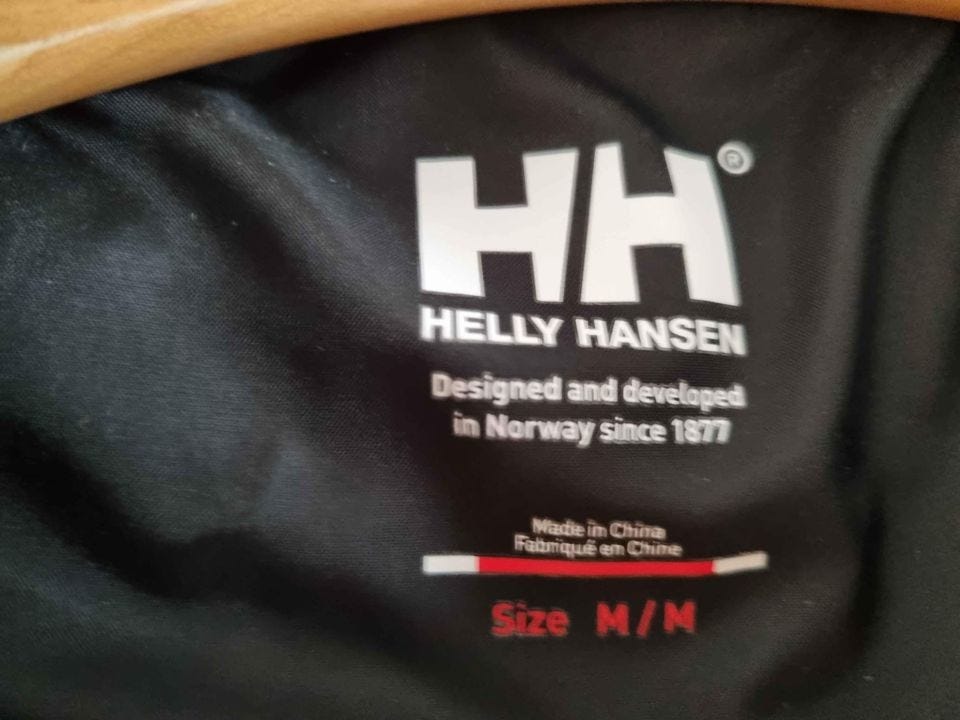 HH®
HELLY HANSEN
Designed and developed
in Norway since 1877
Made in China
Fabriqué en Chine
Size M/M